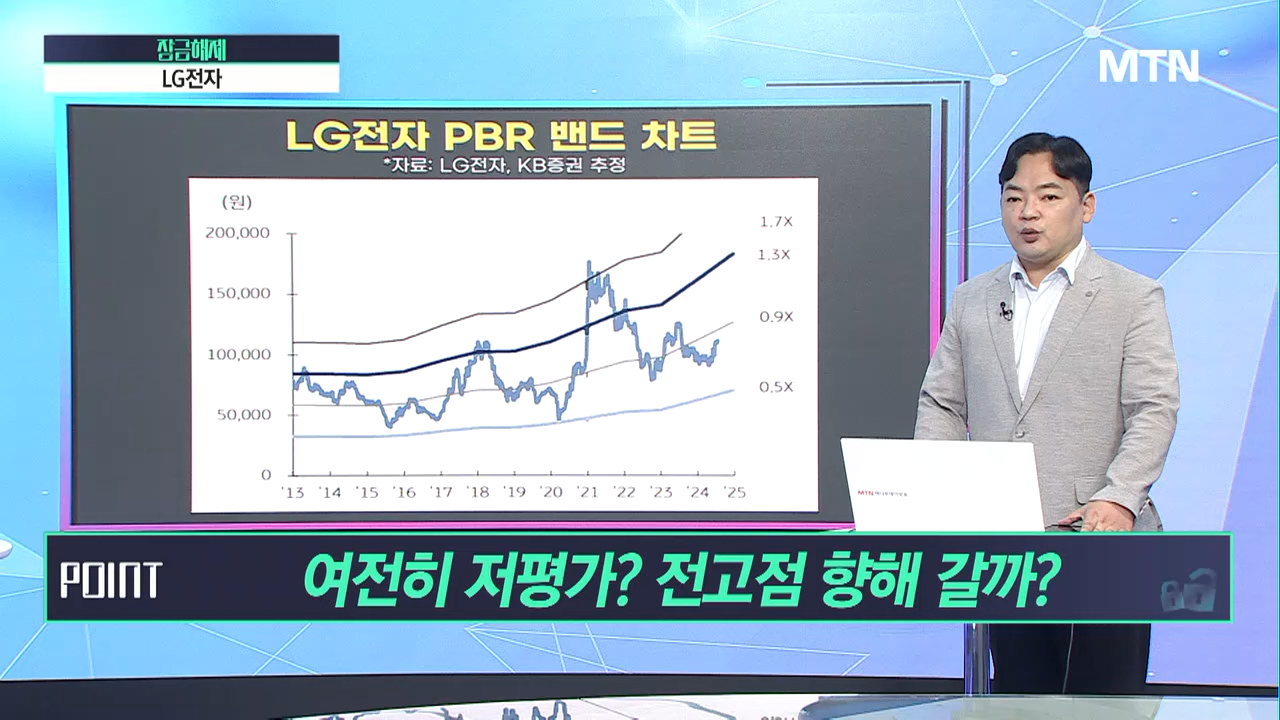 잠금해제
LG전자
MTN
LG전자 PBR 밴드 차트
*자료: LG전자, KB증권 추정
(원)
200,000
150,000
100,000
50,000
0
1.7X
1.3X
0.9X
0.5X
'13 '14 '15 '16 '17 '18 '19 '20 '21 '22 '23 '24 '25
MTN
POINT
여전히 저평가? 전고점 향해 갈까?